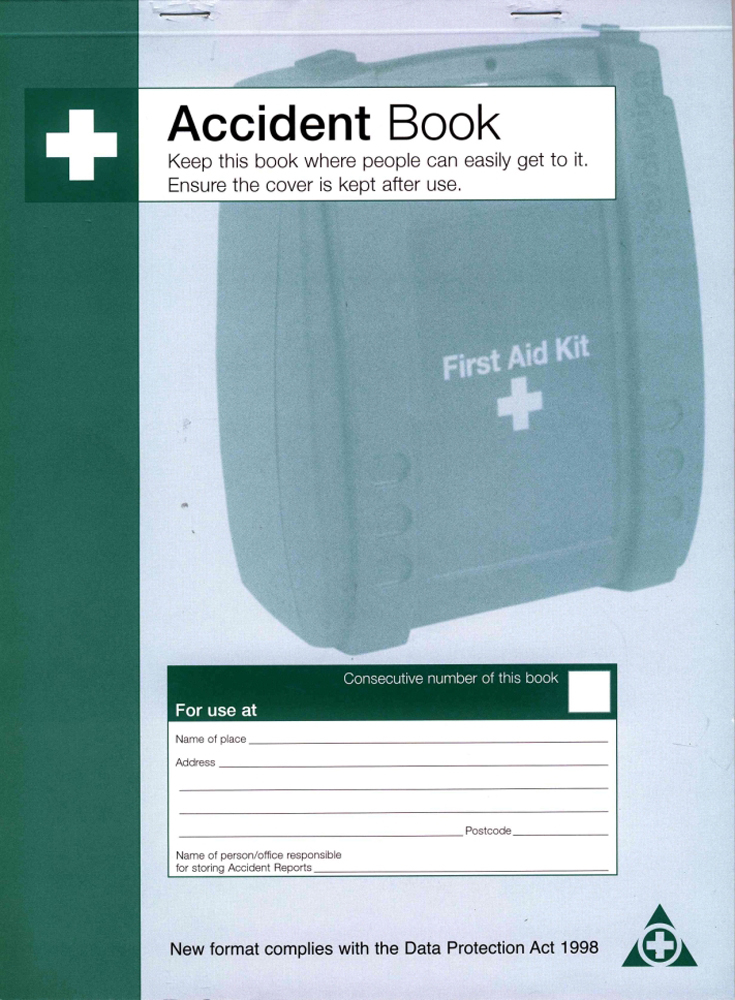 Accident Book
Keep this book where people can easily get to it.
Ensure the cover is kept after use.
First Aid Kit
Consecutive number of this book
For use at
Name of place
Address
Postcode
Name of person/office responsible
for storing Accident Reports
New format complies with the Data Protection Act 1998